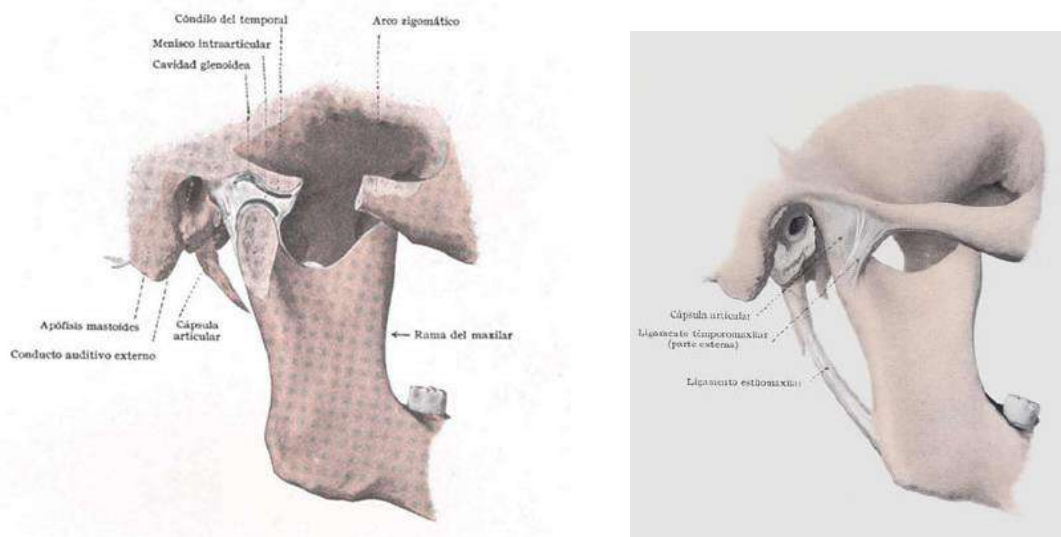 Cóndilo del temporal
Arco zigomático
Menisco intraarticular
Cavidad glenoidea
Apófisis mastoides
Cápsula
articular
Rama del maxilar
Conducto auditivo externo
Cápsula articular
Ligamento témporomaxilar
(parte externa)
Ligamento estilomaxilar